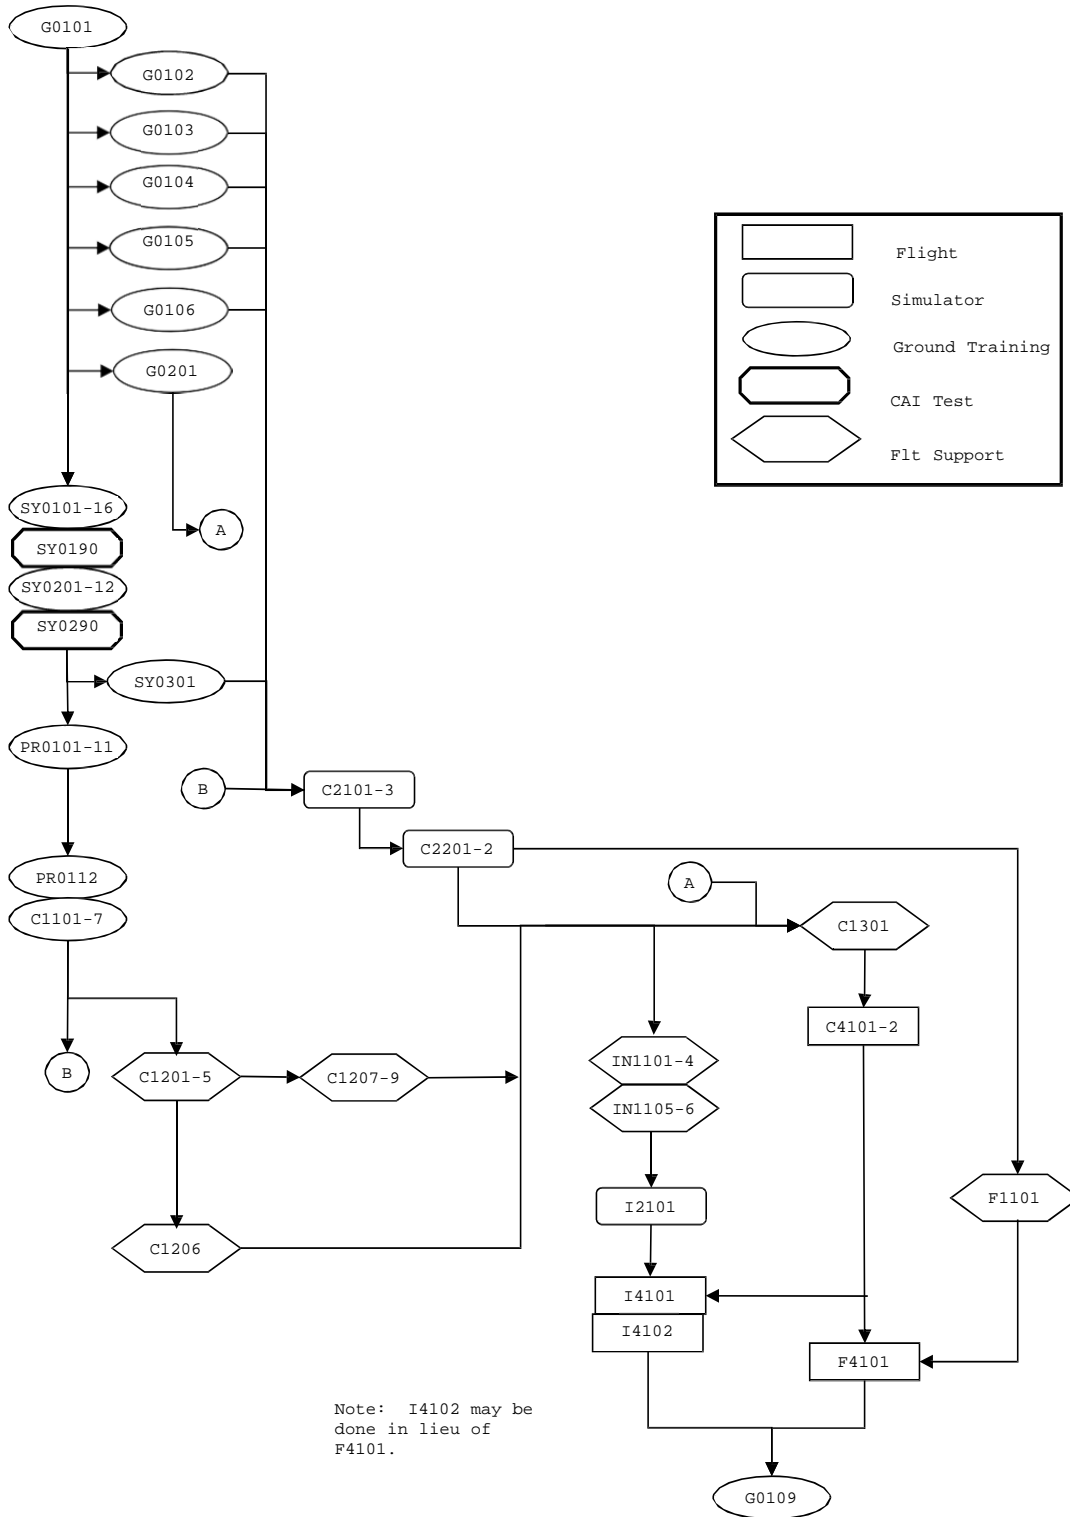 G0101
G0102
G0103
G0104
G0105
G0106
G0201
Flight
Simulator
Ground Training
CAI Test
Flt Support
SY0101-16
A
SY0190
SY0201-12
SY0290
SY0301
PR0101-11
B
C2101-3
C2201-2
PR0112
A
C1101-7
C1301
C4101-2
B
C1201-5
C1207-9
IN1101-4
IN1105-6
F1101
I2101
C1206
I4101
I4102
F4101
Note: I4102 may be
done in lieu of
F4101.
G0109